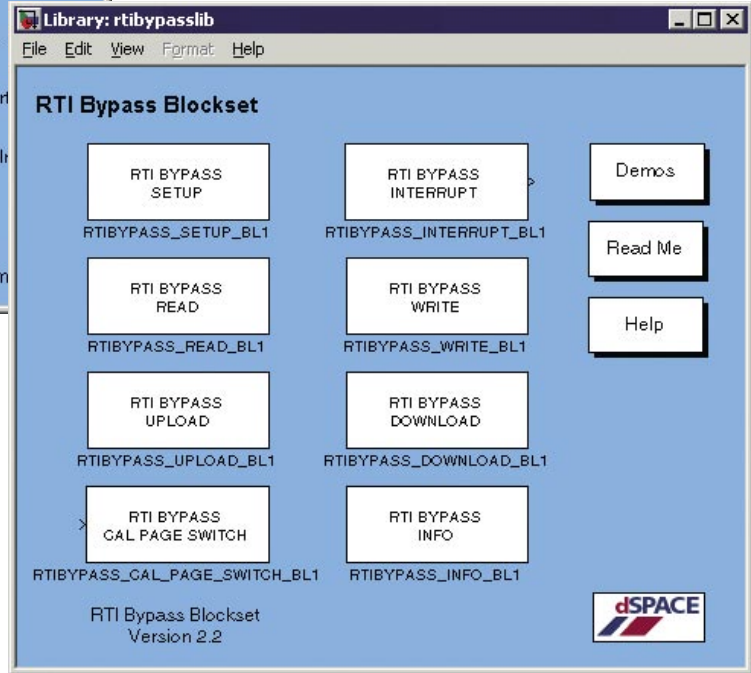 Library: rtibypasslib
File Edit View Format Help
RTI Bypass Blockset
RTI BYPASS
SETUP
RTIBYPASS_SETUP_BL1
RTI BYPASS
INTERRUPT
RTIBYPASS_INTERRUPT_BL1
Demos
RTI BYPASS
READ
RTIBYPASS_READ_BL1
RTI BYPASS
WRITE
RTIBYPASS_WRITE_BL1
Read Me
Help
RTI BYPASS
UPLOAD
RTIBYPASS_UPLOAD_BL1
RTI BYPASS
DOWNLOAD
RTIBYPASS_DOWNLOAD_BL1
RTI BYPASS
CAL PAGE SWITCH
RTIBYPASS_CAL_PAGE_SWITCH_BL1
RTI BYPASS
INFO
RTIBYPASS_INFO_BL1
RTI Bypass Blockset
Version 2.2
dSPACE